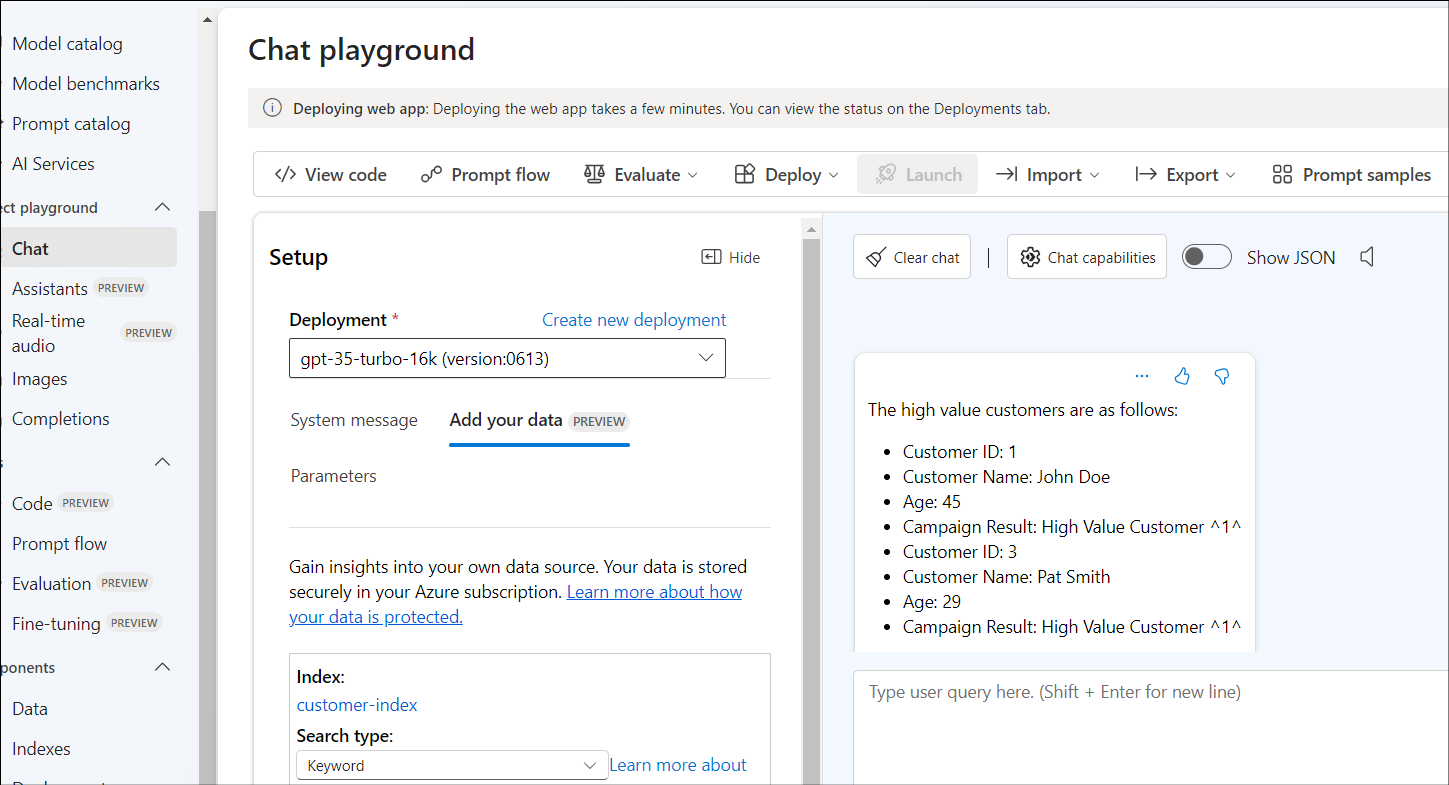 Model catalog
Model benchmarks
Prompt catalog
AI Services
ect playground
Chat
Assistants PREVIEW
Real-time
audio PREVIEW
Images
Completions
s
Code PREVIEW
Prompt flow
Evaluation PREVIEW
Fine-tuning PREVIEW
ponents
Data
Indexes
Chat playground
Deploying web app: Deploying the web app takes a few minutes. You can view the status on the Deployments tab.
View code Prompt flow Evaluate Deploy Launch Import Export Prompt samples
Setup
Hide
Deployment *
Create new deployment
gpt-35-turbo-16k (version:0613)
System message
Add your data PREVIEW
Parameters
Gain insights into your own data source. Your data is stored
securely in your Azure subscription. Learn more about how
your data is protected.
Index:
customer-index
Search type:
Keyword
Learn more about
Clear chat | Chat capabilities Show JSON
The high value customers are as follows:
• Customer ID: 1
• Customer Name: John Doe
• Age: 45
• Campaign Result: High Value Customer ^1^
• Customer ID: 3
• Customer Name: Pat Smith
• Age: 29
• Campaign Result: High Value Customer ^1^
Type user query here. (Shift + Enter for new line)